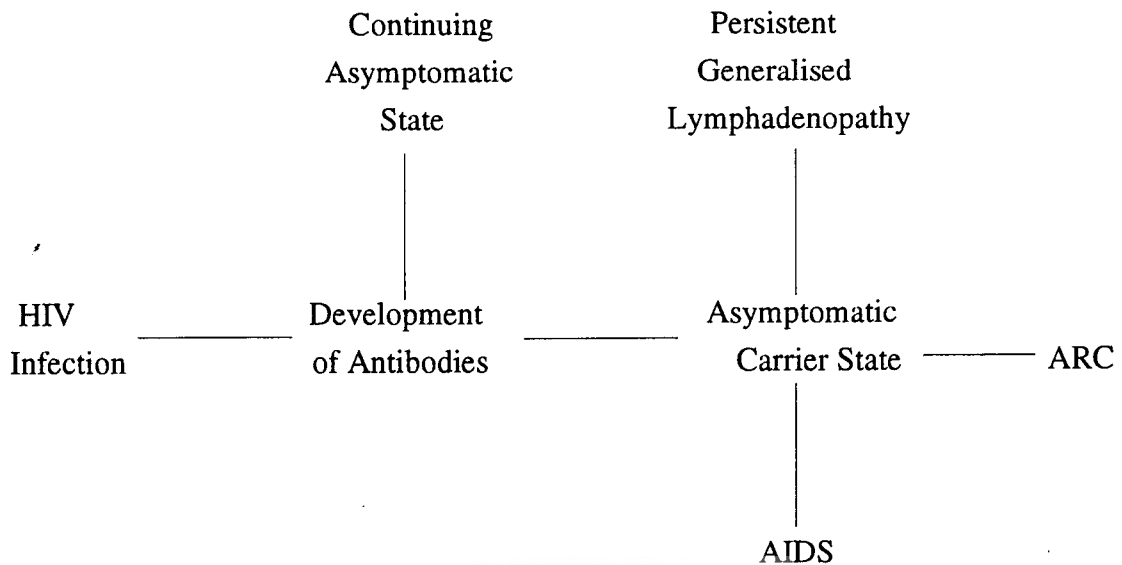 Continuing
Asymptomatic
State
Persistent
Generalised
Lymphadenopathy
HIV
Infection
Development
of Antibodies
Asymptomatic
Carrier State
ARC
AIDS